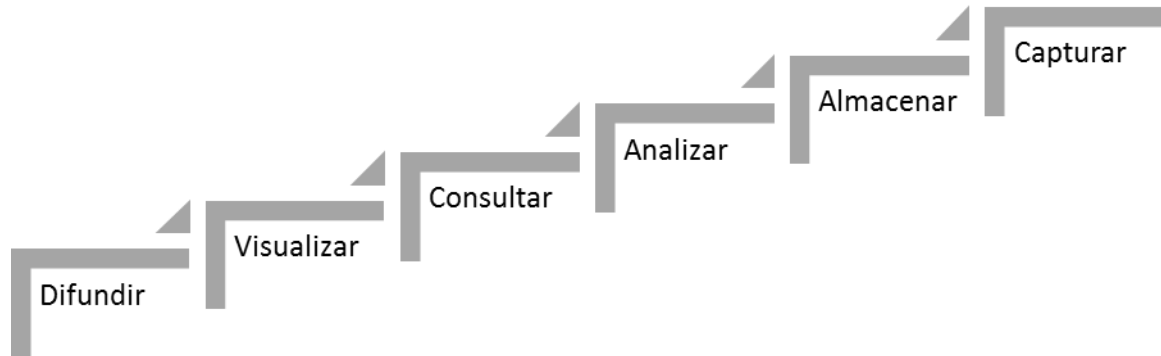 Difundir
Visualizar
Consultar
Analizar
Almacenar
Capturar